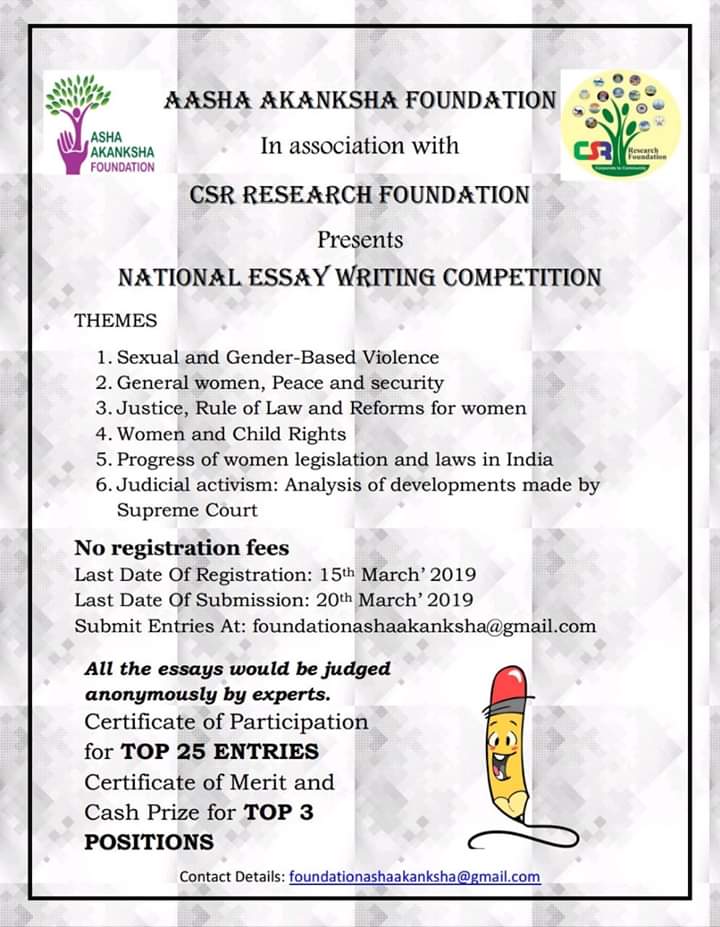 ASHA
AKANKSHA
FOUNDATION
AASHA AKANKSHA FOUNDATION
In association with
CSR Research
Foundation
Corporate to Community
CSR RESEARCH FOUNDATION
Presents
NATIONAL ESSAY WRITING COMPETITION
THEMES
1. Sexual and Gender-Based Violence
2. General women, Peace and security
3. Justice, Rule of Law and Reforms for women
4. Women and Child Rights
5. Progress of women legislation and laws in India
6. Judicial activism: Analysis of developments made by
Supreme Court
No registration fees
Last Date Of Registration: 15th March' 2019
Last Date Of Submission: 20th March' 2019
Submit Entries At: foundationashaakanksha@gmail.com
All the essays would be judged
anonymously by experts.
Certificate of Participation
for TOP 25 ENTRIES
Certificate of Merit and
Cash Prize for TOP 3
POSITIONS
Contact Details: foundationashaakanksha@gmail.com